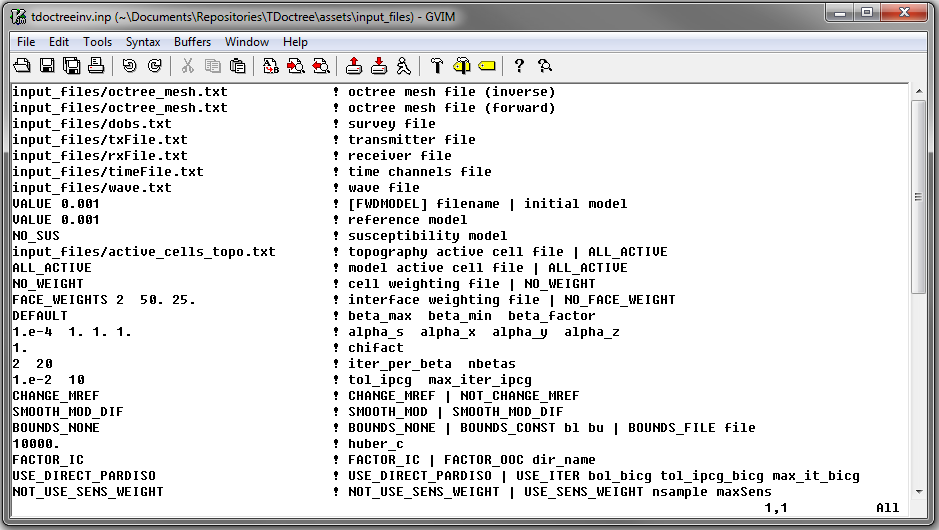 tdoctreeinv.inp (~\Documents\Repositories\TDoctree\assets\input_files) - GVIM
File Edit Tools Syntax Buffers Window Help
input_files/octree_mesh.txt ! octree mesh file (inverse)
input_files/octree_mesh.txt ! octree mesh file (forward)
input_files/dobs.txt ! survey file
input_files/txFile.txt ! transmitter file
input_files/rxFile.txt ! receiver file
input_files/timeFile.txt ! time channels file
input_files/wave.txt ! wave file
VALUE 0.001 ! [FWDMODEL] filename | initial model
VALUE 0.001 ! reference model
NO_SUS ! susceptibility model
input_files/active_cells_topo.txt ! topography active cell file | ALL_ACTIVE
ALL_ACTIVE ! model active cell file | ALL_ACTIVE
NO_WEIGHT ! cell weighting file | NO_WEIGHT
FACE_WEIGHTS 2  50. 25. ! interface weighting file | NO_FACE_WEIGHT
DEFAULT ! beta_max  beta_min  beta_factor
1.e-4  1. 1. 1. ! alpha_s  alpha_x  alpha_y  alpha_z
1. ! chifact
2  20 ! iter_per_beta  nbetas
1.e-2  10 ! tol_ipcg  max_iter_ipcg
CHANGE_MREF ! CHANGE_MREF | NOT_CHANGE_MREF
SMOOTH_MOD_DIF ! SMOOTH_MOD | SMOOTH_MOD_DIF
BOUNDS_NONE ! BOUNDS_NONE | BOUNDS_CONST bl bu | BOUNDS_FILE file
10000. ! huber_c
FACTOR_IC ! FACTOR_IC | FACTOR_OOC dir_name
USE_DIRECT_PARDISO ! USE_DIRECT_PARDISO | USE_ITER bol_bicg tol_ipcg_bicg max_it_bicg
NOT_USE_SENS_WEIGHT ! NOT_USE_SENS_WEIGHT | USE_SENS_WEIGHT nsample maxSens
1,1 All